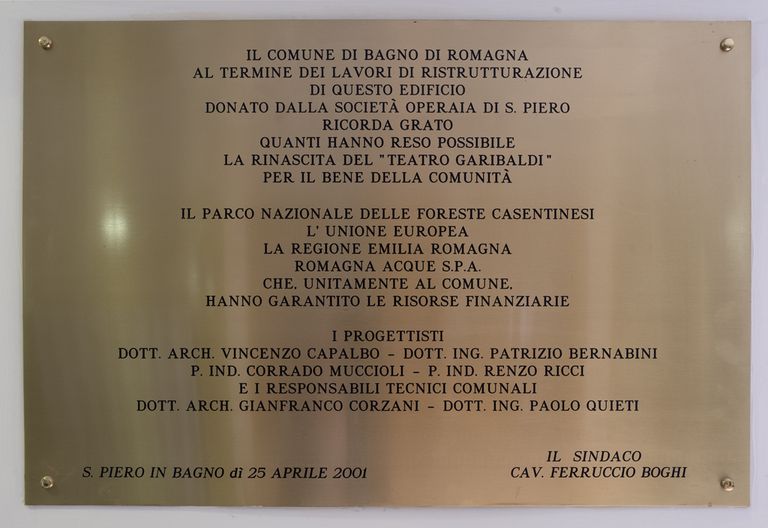 IL COMUNE DI BAGNO DI ROMAGNA
AL TERMINE DEI LAVORI DI RISTRUTTURAZIONE
DI QUESTO EDIFICIO
DONATO DALLA SOCIETÀ OPERAIA DI S. PIERO
RICORDA GRATO
QUANTI HANNO RESO POSSIBILE
LA RINASCITA DEL "TEATRO GARIBALDI"
PER IL BENE DELLA COMUNITÀ
IL PARCO NAZIONALE DELLE FORESTE CASENTINESI
L' UNIONE EUROPEA
LA REGIONE EMILIA ROMAGNA
ROMAGNA ACQUE S.P.A.
CHE, UNITAMENTE AL COMUNE,
HANNO GARANTITO LE RISORSE FINANZIARIE
I PROGETTISTI
DOTT. ARCH. VINCENZO CAPALBO – DOTT. ING. PATRIZIO BERNABINI
P. IND. CORRADO MUCCIOLI – P. IND. RENZO RICCI
E I RESPONSABILI TECNICI COMUNALI
DOTT. ARCH. GIANFRANCO CORZANI – DOTT. ING. PAOLO QUIETI
S. PIERO IN BAGNO dì 25 APRILE 2001
IL SINDACO
CAV. FERRUCCIO BOGHI